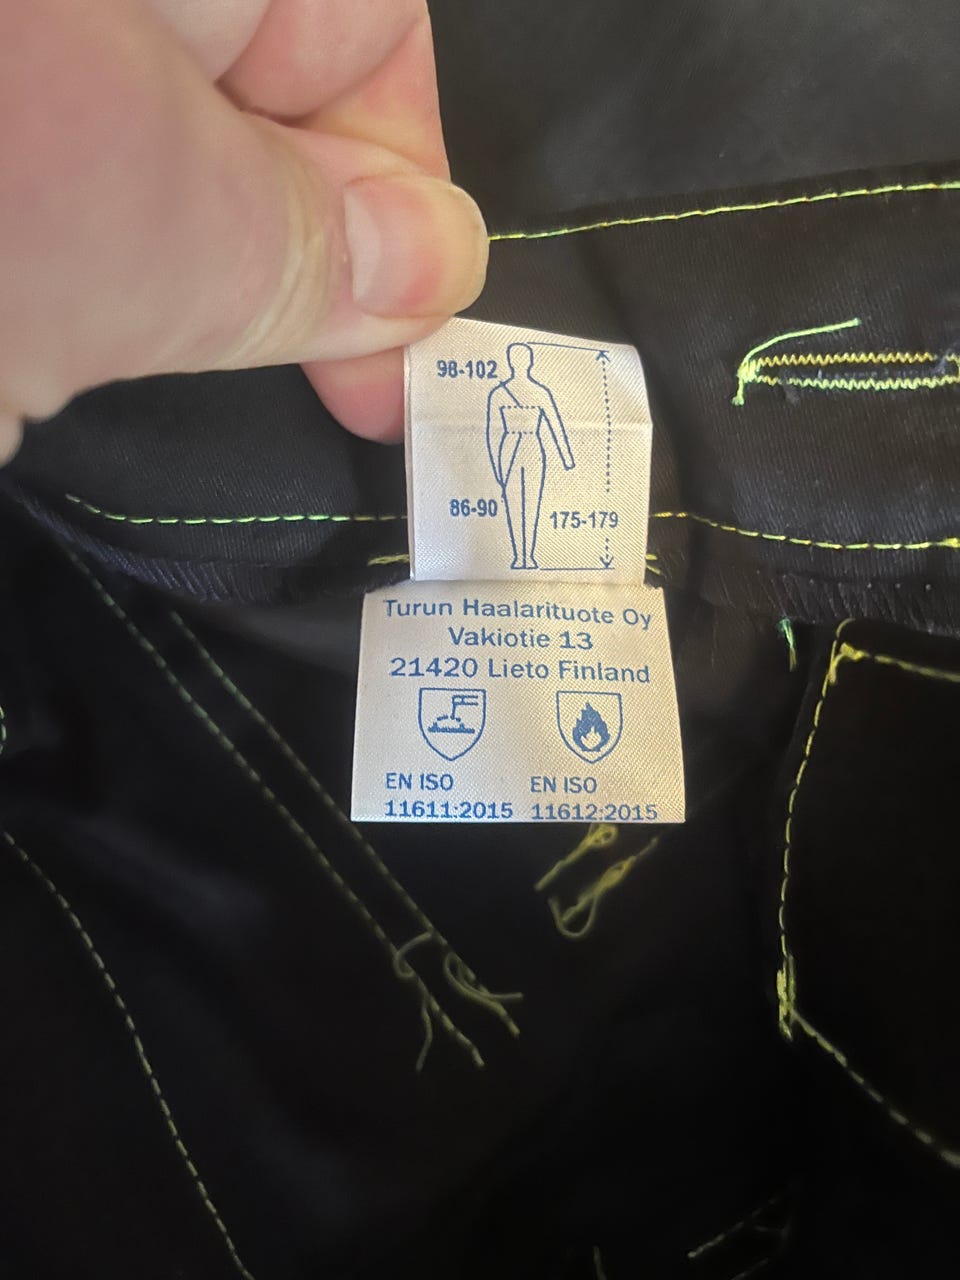 98-102
86-90
175-179
Turun Haalarituote Oy
Vakiotie 13
21420 Lieto Finland
EN ISO
11611:2015
EN ISO
11612:2015